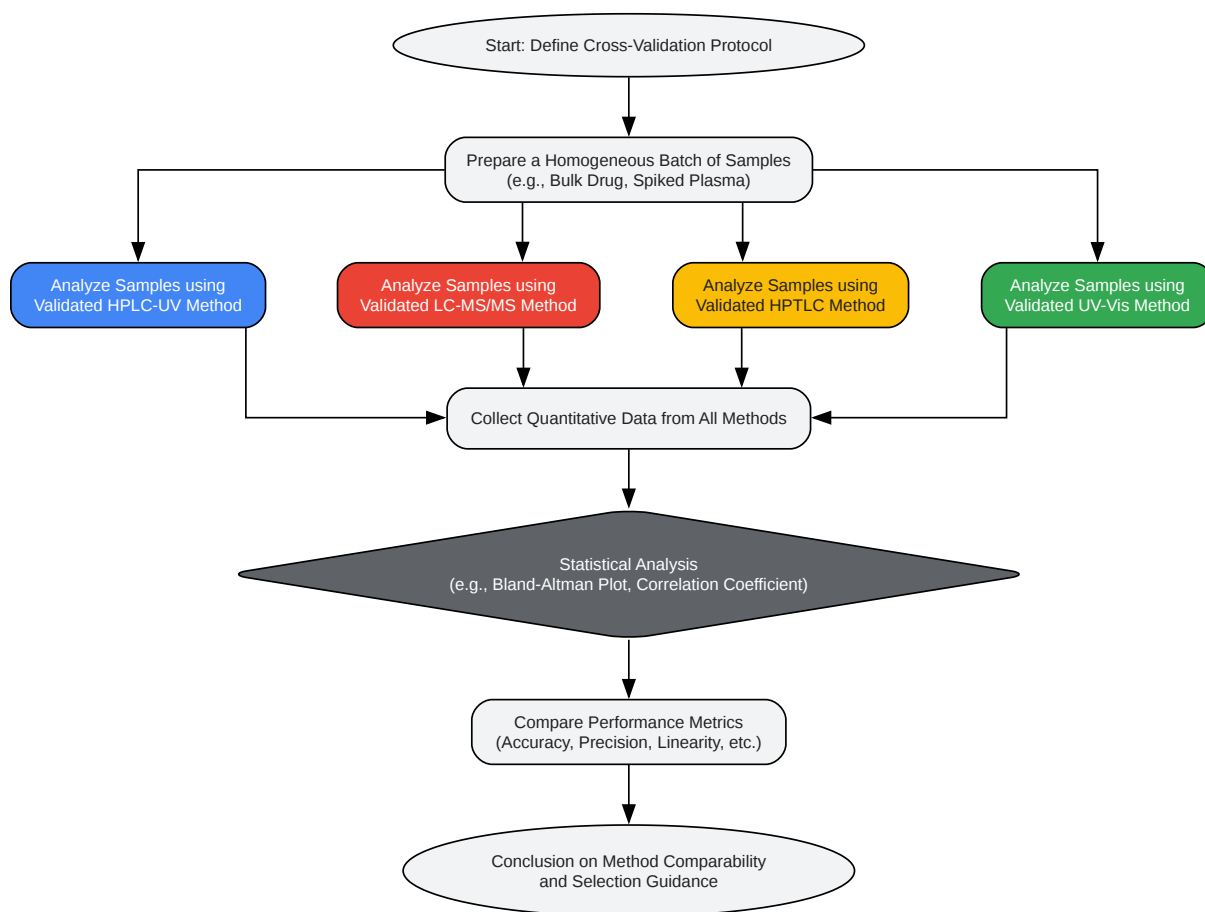 Start: Define Cross-Validation Protocol
Prepare a Homogeneous Batch of Samples
(e.g., Bulk Drug, Spiked Plasma)
Analyze Samples using
Validated HPLC-UV Method
Analyze Samples using
Validated LC-MS/MS Method
Analyze Samples using
Validated HPTLC Method
Analyze Samples using
Validated UV-Vis Method
Collect Quantitative Data from All Methods
Statistical Analysis
(e.g., Bland-Altman Plot, Correlation Coefficient)
Compare Performance Metrics
(Accuracy, Precision, Linearity, etc.)
Conclusion on Method Comparability
and Selection Guidance